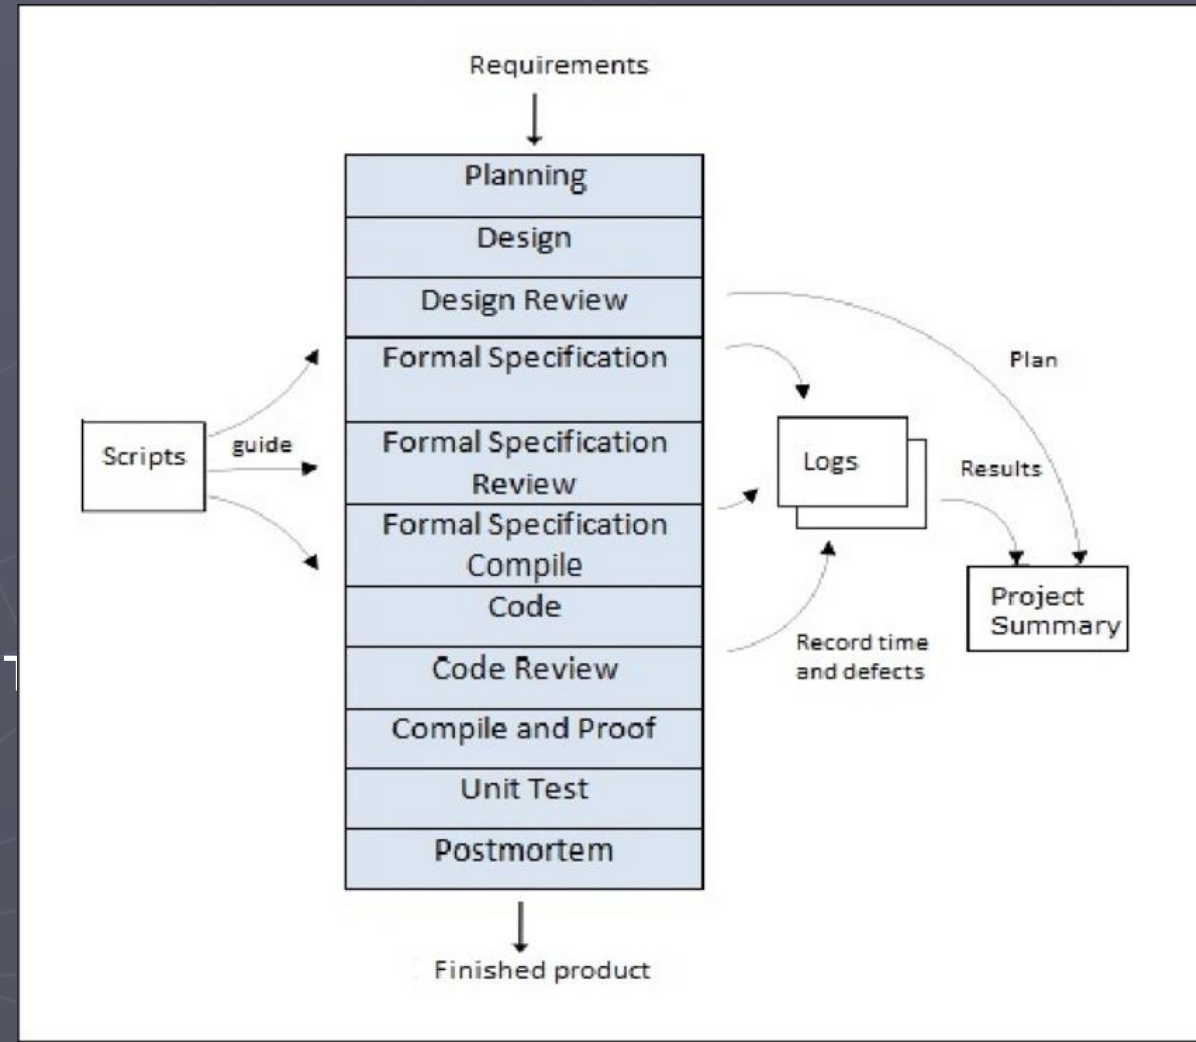 Requirements
Planning
Design
Design Review
Formal Specification
Formal Specification
Review
Formal Specification
Compile
Code
Code Review
Compile and Proof
Unit Test
Postmortem
Finished product
Scripts
guide
Logs
Plan
Results
Record time
and defects
Project
Summary